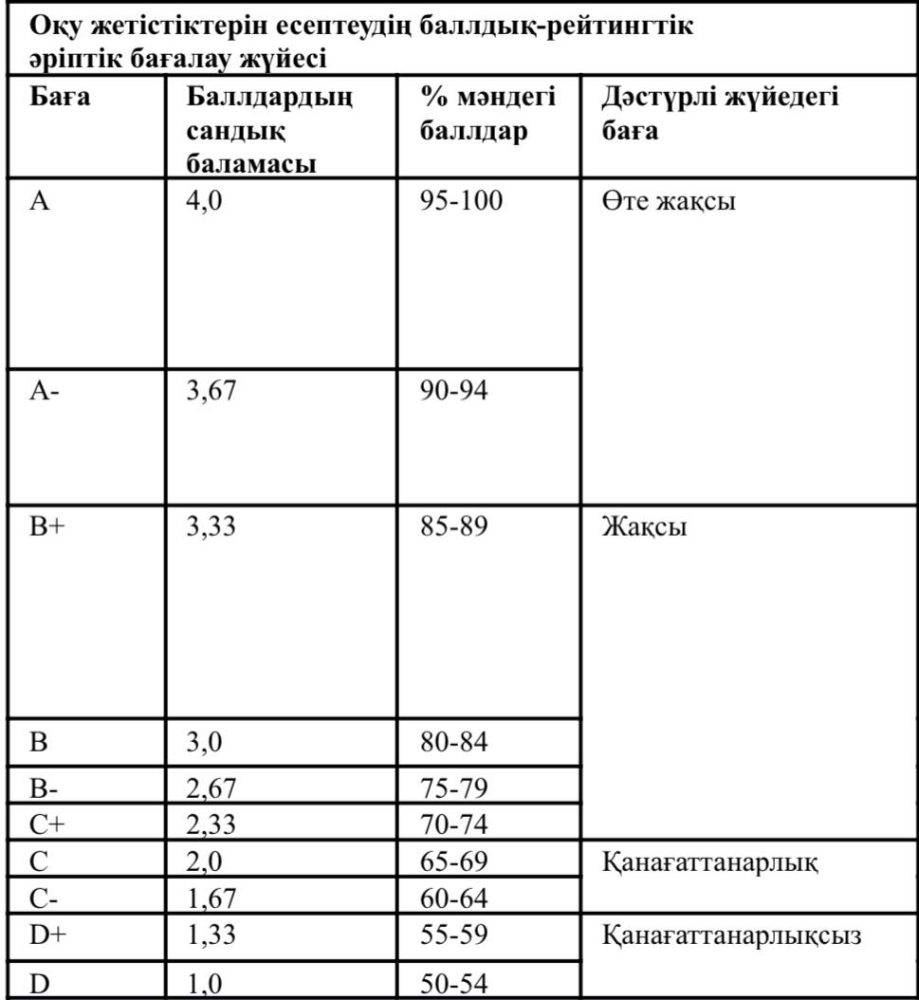 Оқу жетістіктерін есептеудің баллдық-рейтингтік
әріптік бағалау жүйесі
Баға Баллдардың сандық баламасы % мәндегі баллдар Дәстүрлі жүйедегі баға
A 4,0 95-100 Өте жақсы
A- 3,67 90-94
B+ 3,33 85-89 Жақсы
B 3,0 80-84
B- 2,67 75-79
C+ 2,33 70-74
C 2,0 65-69 Қанағаттанарлық
C- 1,67 60-64
D+ 1,33 55-59 Қанағаттанарлықсыз
D 1,0 50-54